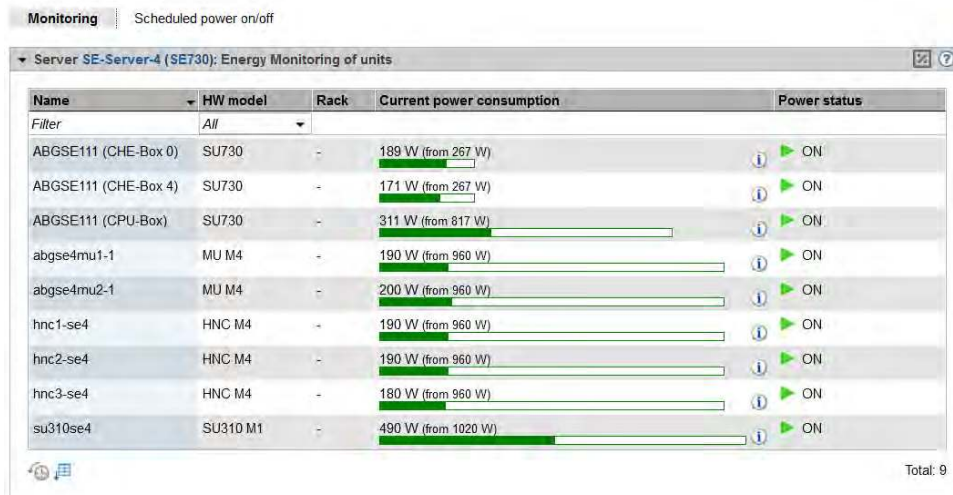 Monitoring Scheduled power on/off
Server SE-Server-4 (SE730): Energy Monitoring of units
Name HW model Rack Current power consumption Power status
Filter All
ABGSE111 (CHE-Box 0) SU730 - 189 W (from 267 W) ON
ABGSE111 (CHE-Box 4) SU730 - 171 W (from 267 W) ON
ABGSE111 (CPU-Box) SU730 - 311 W (from 817 W) ON
abgse4mu1-1 MU M4 - 190 W (from 960 W) ON
abgse4mu2-1 MU M4 - 200 W (from 960 W) ON
hnc1-se4 HNC M4 - 190 W (from 960 W) ON
hnc2-se4 HNC M4 - 190 W (from 960 W) ON
hnc3-se4 HNC M4 - 180 W (from 960 W) ON
su310se4 SU310 M1 - 490 W (from 1020 W) ON
Total: 9